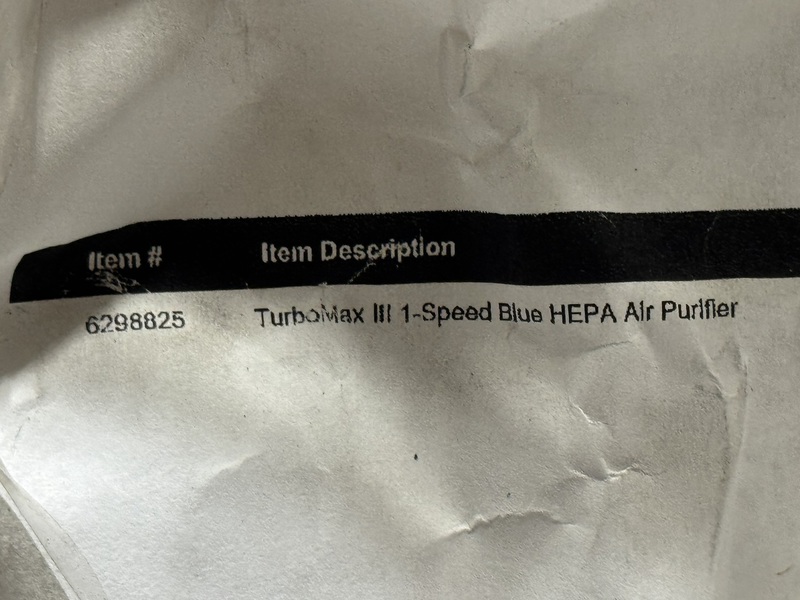 Item # Item Description
6298825 TurboMax III 1-Speed Blue HEPA Air Purifier